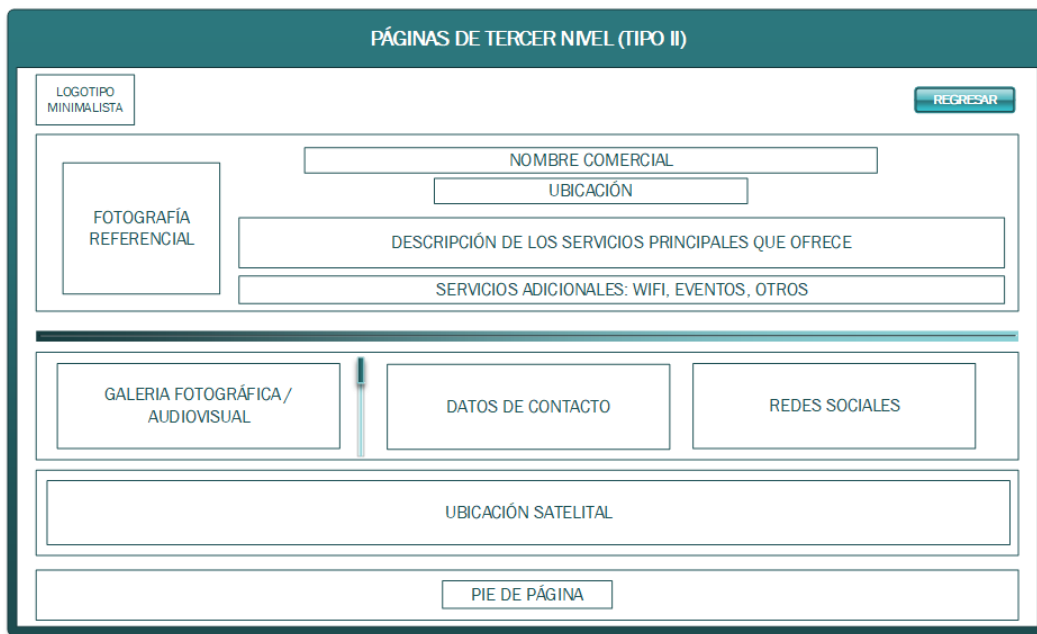 PÁGINAS DE TERCER NIVEL (TIPO II)
LOGOTIPO
MINIMALISTA
REGRESAR
NOMBRE COMERCIAL
UBICACIÓN
FOTOGRAFÍA
REFERENCIAL
DESCRIPCIÓN DE LOS SERVICIOS PRINCIPALES QUE OFRECE
SERVICIOS ADICIONALES: WIFI, EVENTOS, OTROS
GALERIA FOTOGRÁFICA /
AUDIOVISUAL
DATOS DE CONTACTO
REDES SOCIALES
UBICACIÓN SATELITAL
PIE DE PÁGINA